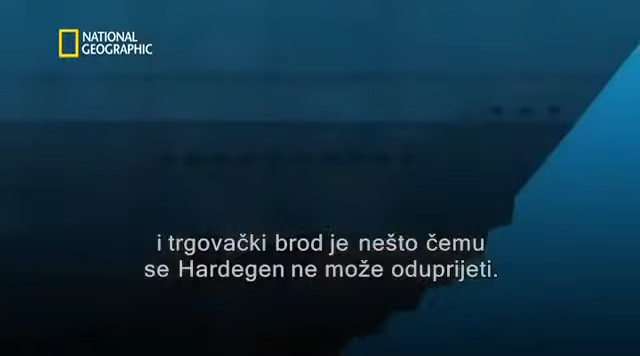 NATIONAL
GEOGRAPHIC
i trgovački brod je nešto čemu
se Hardegen ne može oduprijeti.